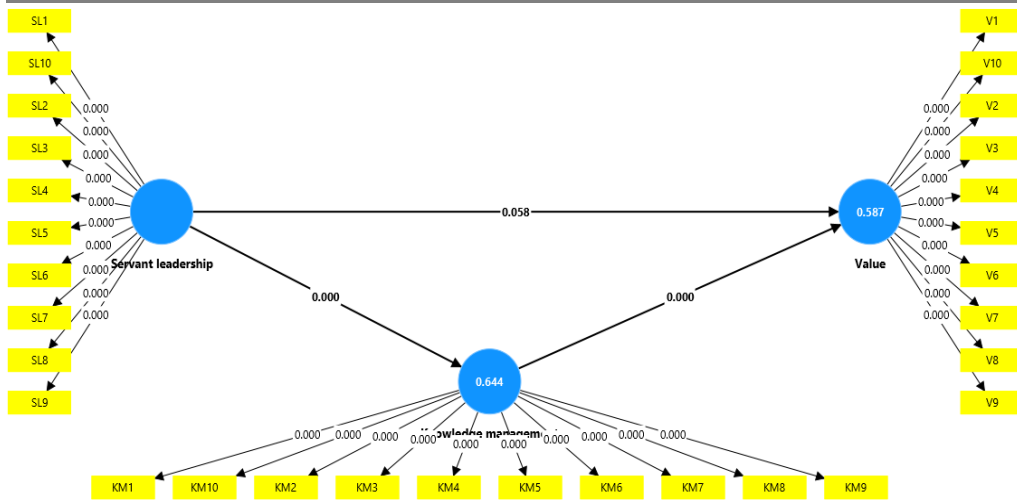 SL1
V1
SL10
V10
SL2
V2
SL3
V3
SL4
V4
SL5
V5
SL6
V6
SL7
V7
SL8
V8
SL9
V9
0.000
0.000
0.000
0.000
0.000
0.000
0.000
0.000
0.000
0.000
Servant leadership
0.058
0.587
Value
0.000
0.000
0.000
0.000
0.000
0.000
0.000
0.000
0.000
0.000
0.000
0.000
0.644
Knowledge management
0.000
0.000
0.000
0.000
0.000
0.000
0.000
0.000
0.000
0.000
KM1
KM10
KM2
KM3
KM4
KM5
KM6
KM7
KM8
KM9